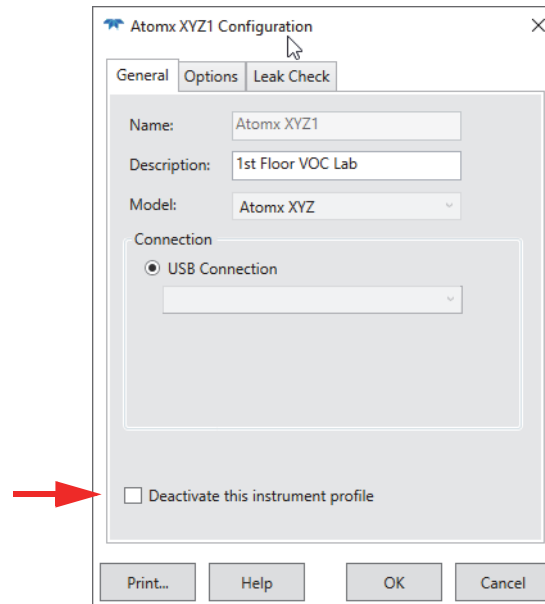 Atomx XYZ1 Configuration
General Options Leak Check
Name: Atomx XYZ1
Description: 1st Floor VOC Lab
Model: Atomx XYZ
Connection
USB Connection
Deactivate this instrument profile
Print... Help OK Cancel